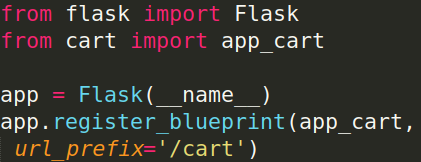 from flask import Flask
from cart import app_cart
app = Flask(__name__)
app.register_blueprint(app_cart,
url_prefix='/cart')